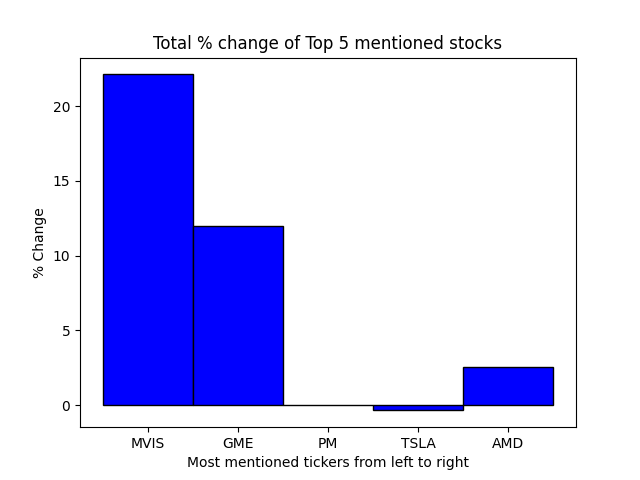 Total % change of Top 5 mentioned stocks
% Change
20
15
10
5
0
MVIS GME PM TSLA AMD
Most mentioned tickers from left to right